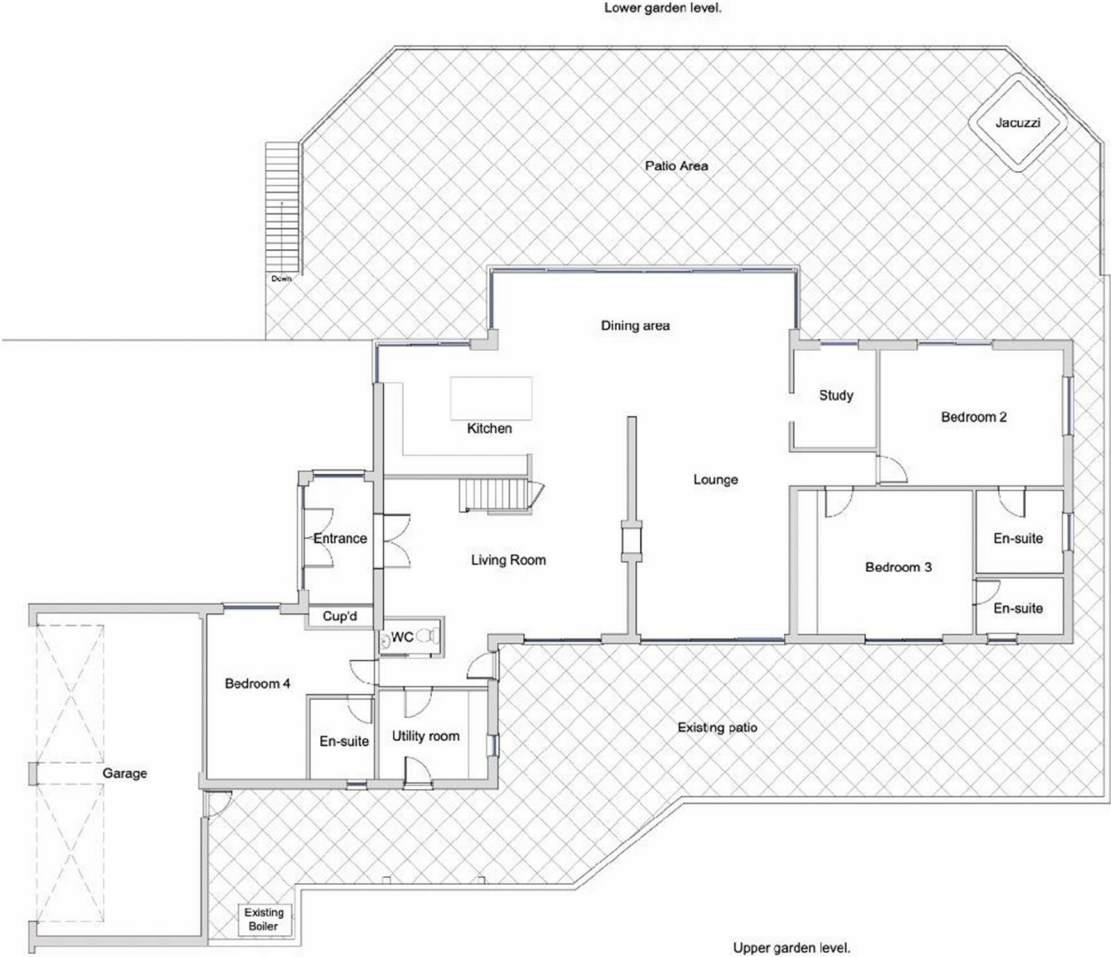 Lower garden level.
Jacuzzi
Patio Area
Down
Dining area
Study
Bedroom 2
Kitchen
Lounge
Entrance
Living Room
En-suite
Bedroom 3
En-suite
Cup'd
WC
Bedroom 4
Existing patio
En-suite
Utility room
Garage
Existing
Boiler
Upper garden level.